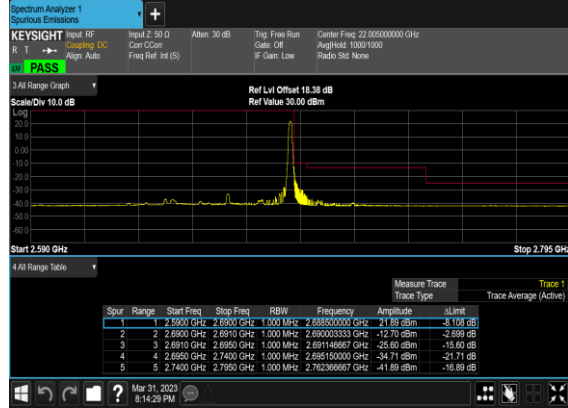 Spectrum Analyzer 1
Spurious Emissions
KEYSIGHT Input: RF Input Z: 50 Ω Atten: 30 dB Trig: Free Run Center Freq: 22.005000000 GHz
R T Coupling: DC Corr CCorr Gate: Off Avg|Hold: 1000/1000
Align: Auto Freq Ref: Int (S) IF Gain: Low Radio Std: None
PASS
3 All Range Graph
Ref Lvl Offset 18.38 dB
Scale/Div 10.0 dB Ref Value 30.00 dBm
Log
20.0
10.0
0.00
-10.0
-20.0
-30.0
-40.0
-50.0
-60.0
Start 2.590 GHz Stop 2.795 GHz
4 All Range Table
Measure Trace Trace 1
Trace Type Trace Average (Active)
Spur Range Start Freq Stop Freq RBW Frequency Amplitude ΔLimit
1 1 2.5900 GHz 2.6900 GHz 1.000 MHz 2.688500000 GHz 21.89 dBm -8.108 dB
2 2 2.6900 GHz 2.6910 GHz 1.000 MHz 2.690003333 GHz -12.70 dBm -2.699 dB
3 3 2.6910 GHz 2.6950 GHz 1.000 MHz 2.691146667 GHz -25.60 dBm -15.60 dB
4 4 2.6950 GHz 2.7400 GHz 1.000 MHz 2.695150000 GHz -34.71 dBm -21.71 dB
5 5 2.7400 GHz 2.7950 GHz 1.000 MHz 2.762366667 GHz -41.89 dBm -16.89 dB
Mar 31, 2023
8:14:29 PM